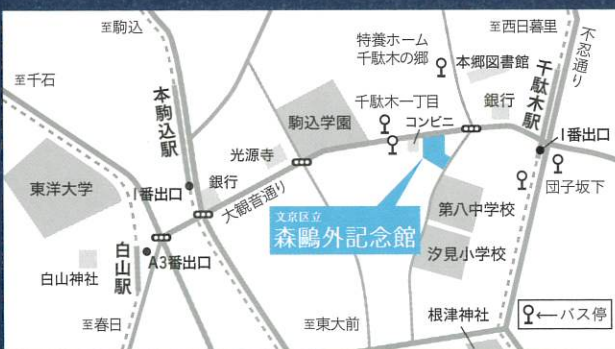 至駒込
至千石
本駒込駅
東洋大学
1番出口
銀行
光源寺
大観音通り
駒込学園
特養ホーム
千駄木の郷
千駄木一丁目
コンビニ
本郷図書館
銀行
至西日暮里
不忍通り
千駄木駅
1番出口
団子坂下
文京区立
森鷗外記念館
第八中学校
汐見小学校
白山神社
白山駅
A3番出口
至春日
至東大前
根津神社
←バス停